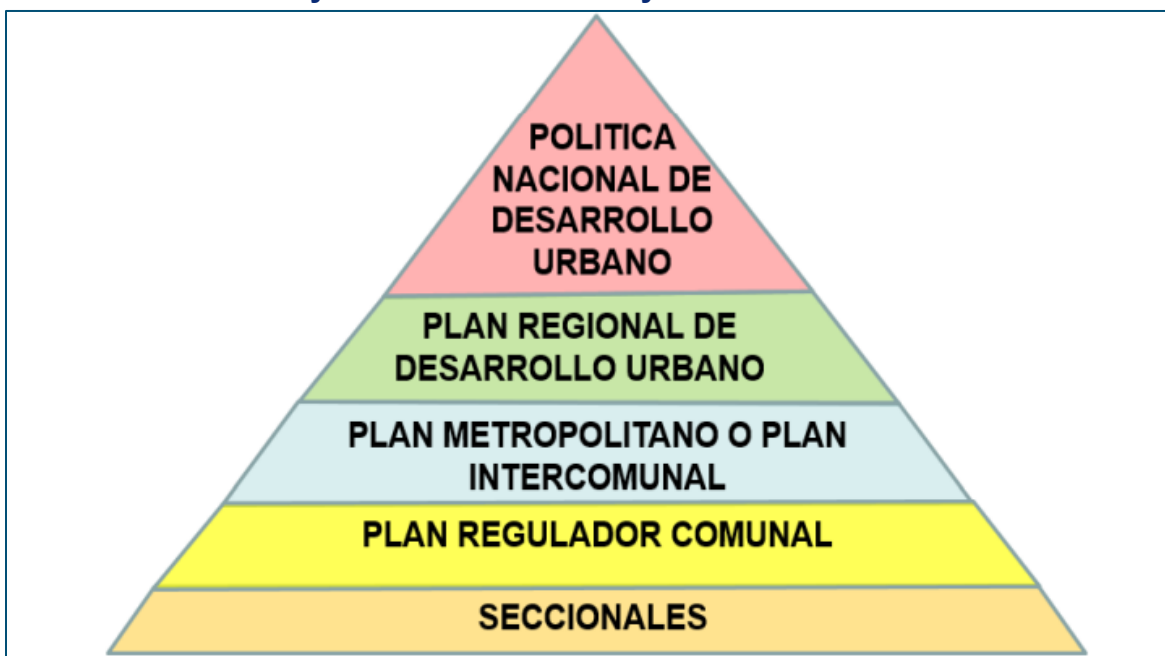 POLITICA
NACIONAL DE
DESARROLLO
URBANO
PLAN REGIONAL DE
DESARROLLO URBANO
PLAN METROPOLITANO O PLAN
INTERCOMUNAL
PLAN REGULADOR COMUNAL
SECCIONALES